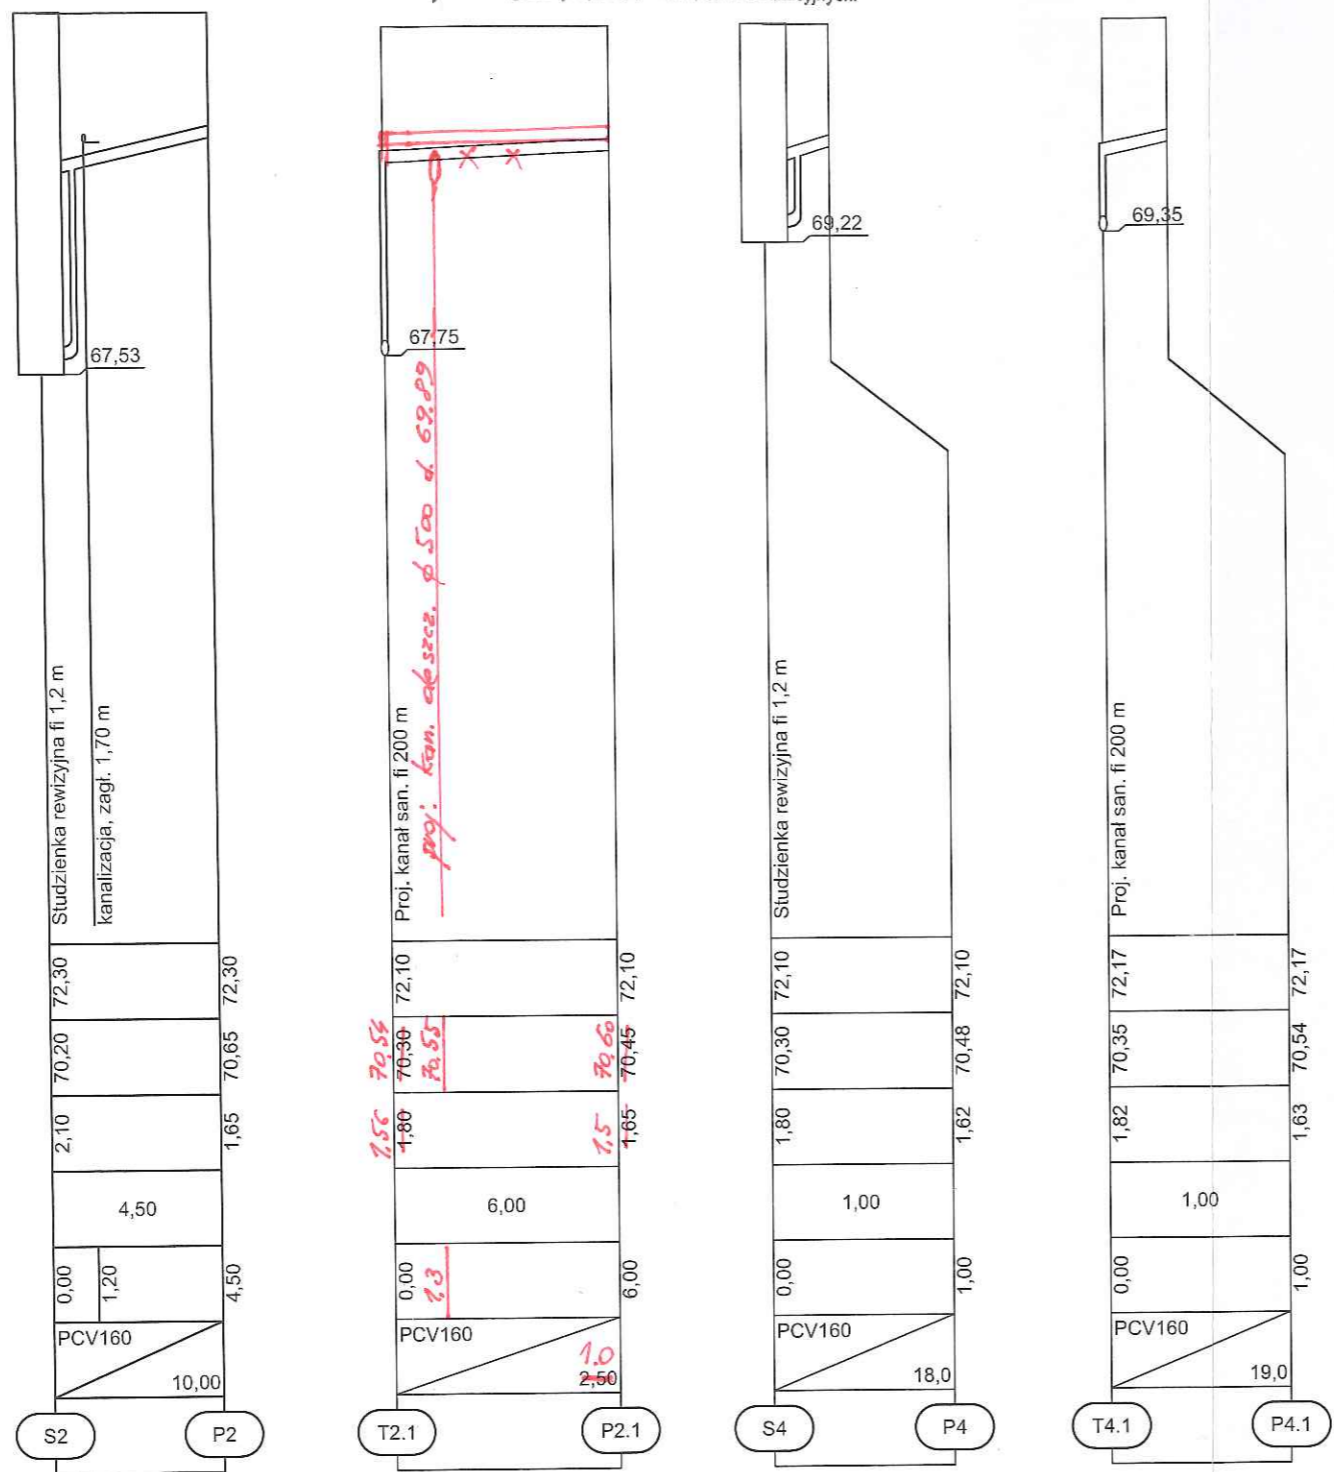 67,53
Studzienka rewizyjna fi 1,2 m
kanalizacja, zagł. 1,70 m
72,30
72,30
70,20
70,65
2,10
1,65
4,50
0,00
1,20
4,50
PCV160
10,00
S2
P2
67,75
Proj. kanał san. fi 200 m
proj. kan. deszcz. ϕ 500 d. 69.89
72,10
72,10
70,54
70,30
70,55
70,60
70,45
1,56
1,80
1,5
1,65
6,00
0,00
1,3
6,00
PCV160
1.0
2,50
T2.1
P2.1
69,22
Studzienka rewizyjna fi 1,2 m
72,10
72,10
70,30
70,48
1,80
1,62
1,00
0,00
1,00
PCV160
18,0
S4
P4
69,35
Proj. kanał san. fi 200 m
72,17
72,17
70,35
70,54
1,82
1,63
1,00
0,00
1,00
PCV160
19,0
T4.1
P4.1